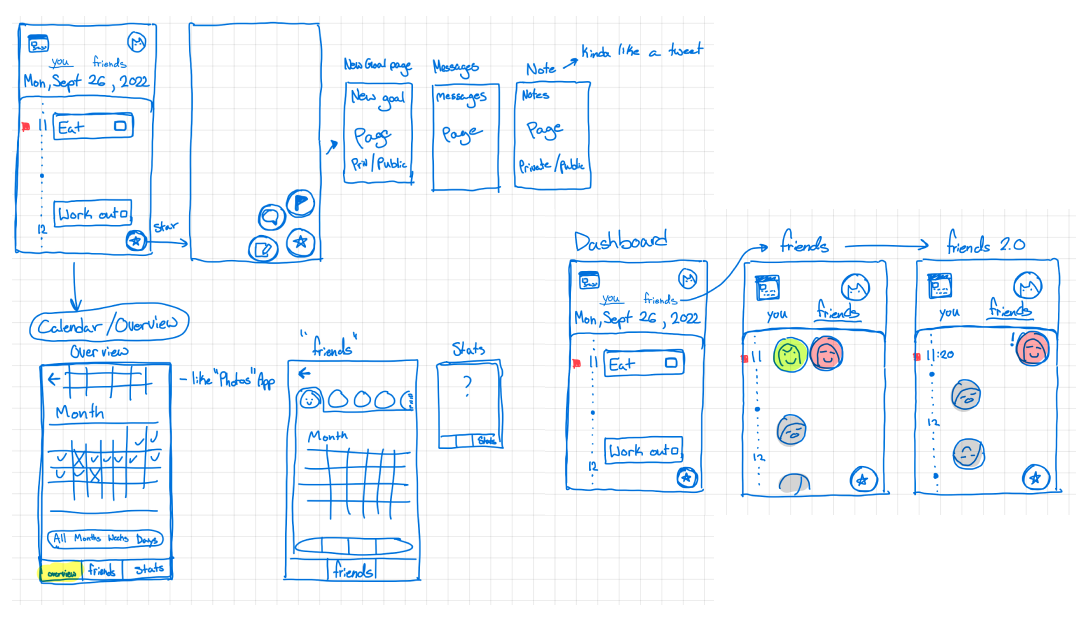 you friends
Mon, Sept 26, 2022
11 Eat
Work out
12
Star
New Goal page
New goal
Page
Priv/Public
Messages
Messages
Page
Note
Kinda like a tweet
Notes
Page
Private/public
Calendar/Overview
Overview
- like "Photos" App
Month
All Months Weeks Days
overview friends stats
"friends"
Month
friends
Stats
?
Stats
Dashboard
you friends
Mon, Sept 26, 2022
11 Eat
Work out
12
friends
you friends
11
12
friends 2.0
you friends
!
11:20
12